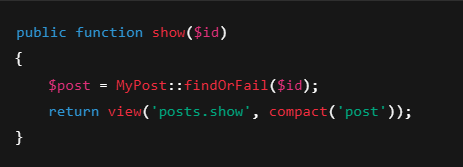 public function show($id)
{
    $post = MyPost::findOrFail($id);
    return view('posts.show', compact('post'));
}